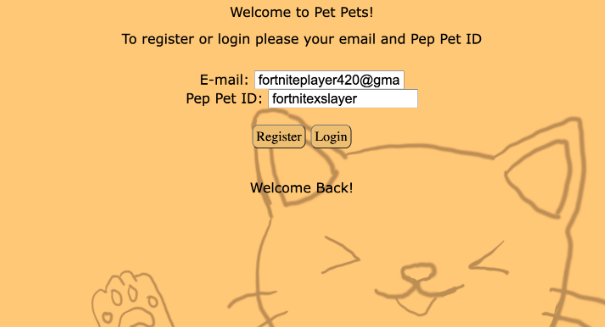 Welcome to Pet Pets!
To register or login please your email and Pep Pet ID
E-mail: fortniteplayer420@gma
Pep Pet ID: fortnitexslayer
Register Login
Welcome Back!